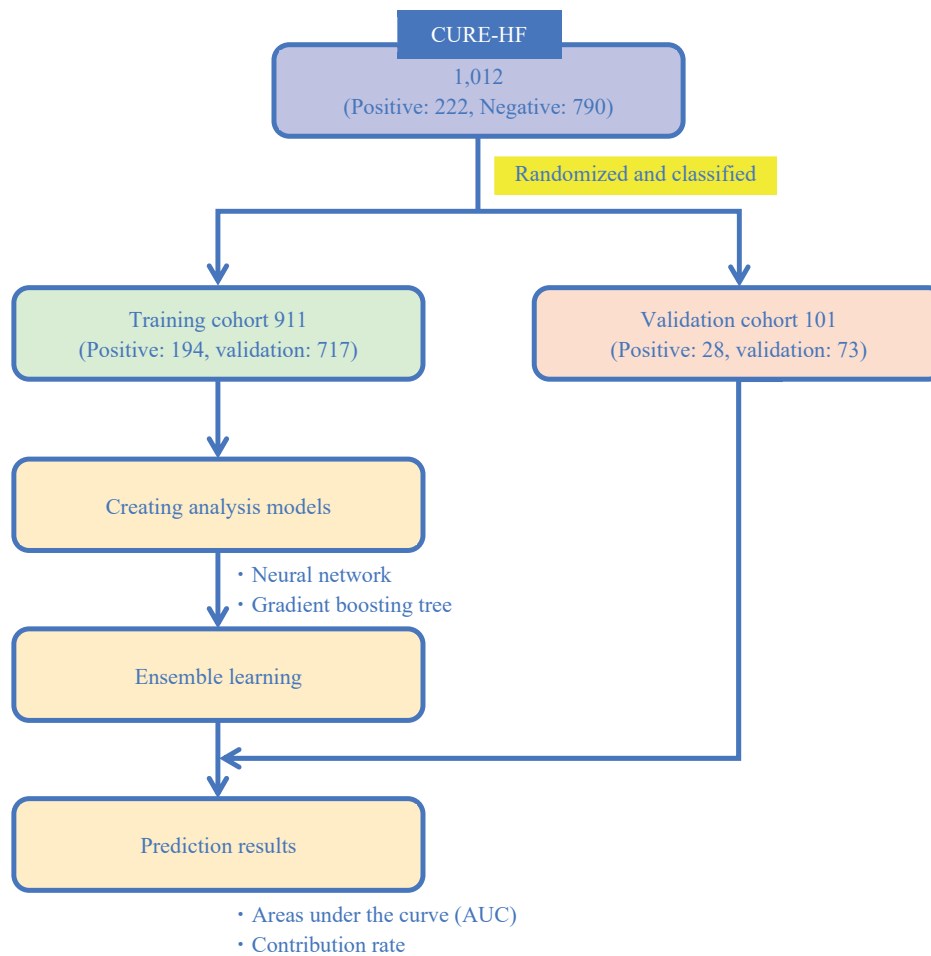 CURE-HF
1,012
(Positive: 222, Negative: 790)
Randomized and classified
Training cohort 911
(Positive: 194, validation: 717)
Validation cohort 101
(Positive: 28, validation: 73)
Creating analysis models
・Neural network
・Gradient boosting tree
Ensemble learning
Prediction results
・Areas under the curve (AUC)
・Contribution rate